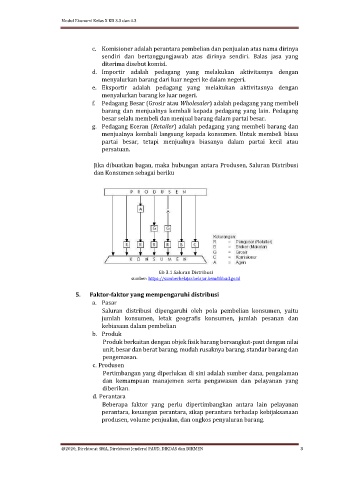 Modul Ekonomi Kelas X KD 3.3 dan 4.3
c. Komisioner adalah perantara pembelian dan penjualan atas nama dirinya
sendiri dan bertanggungjawab atas dirinya sendiri. Balas jasa yang
diterima disebut komisi.
d. Importir adalah pedagang yang melakukan aktivitasnya dengan
menyalurkan barang dari luar negeri ke dalam negeri.
e. Eksportir adalah pedagang yang melakukan aktivitasnya dengan
menyalurkan barang ke luar negeri.
f. Pedagang Besar (Grosir atau Wholesaler) adalah pedagang yang membeli
barang dan menjualnya kembali kepada pedagang yang lain. Pedagang
besar selalu membeli dan menjual barang dalam partai besar.
g. Pedagang Eceran (Retailer) adalah pedagang yang membeli barang dan
menjualnya kembali langsung kepada konsumen. Untuk membeli biasa
partai besar, tetapi menjualnya biasanya dalam partai kecil atau
persatuan.
Jika dibuatkan bagan, maka hubungan antara Produsen, Saluran Distribusi
dan Konsumen sebagai beriku
P R O D U S E N
A
G G
K O N S U M E N
Keterangan
R = Pengecer (Retailer)
G = Grosir
K = Komisioner
A = Agen
Gb 3.1 Saluran Distribusi
5. Faktor-faktor yang mempengaruhi distribusi
a. Pasar
Saluran distribusi dipengaruhi oleh pola pembelian konsumen, yaitu
jumlah konsumen, letak geografis konsumen, jumlah pesanan dan
kebiasaan dalam pembelian
b. Produk
Produk berkaitan dengan objek fisik barang bersangkut-paut dengan nilai
unit, besar dan berat barang, mudah rusaknya barang, standar barang dan
pengemasan.
c. Produsen
Pertimbangan yang diperlukan di sini adalah sumber dana, pengalaman
dan kemampuan manajemen serta pengawasan dan pelayanan yang
diberikan.
d. Perantara
Beberapa faktor yang perlu dipertimbangkan antara lain pelayanan
perantara, keuangan perantara, sikap perantara terhadap kebijaksanaan
produsen, volume penjualan, dan ongkos penyaluran barang.
@2020, Direktorat SMA, Direktorat Jenderal PAUD, DIKDAS dan DIKMEN